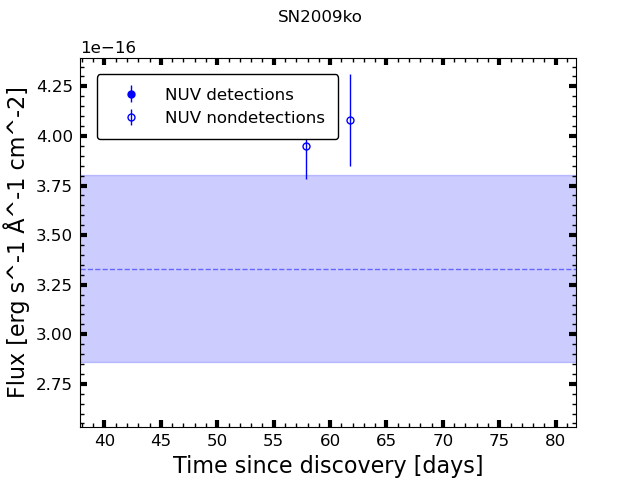 SN2009ko
1e−16
NUV detections
NUV nondetections
4.25
4.00
3.75
3.50
3.25
3.00
2.75
Flux [erg s^-1 Å^-1 cm^-2]
40 45 50 55 60 65 70 75 80
Time since discovery [days]